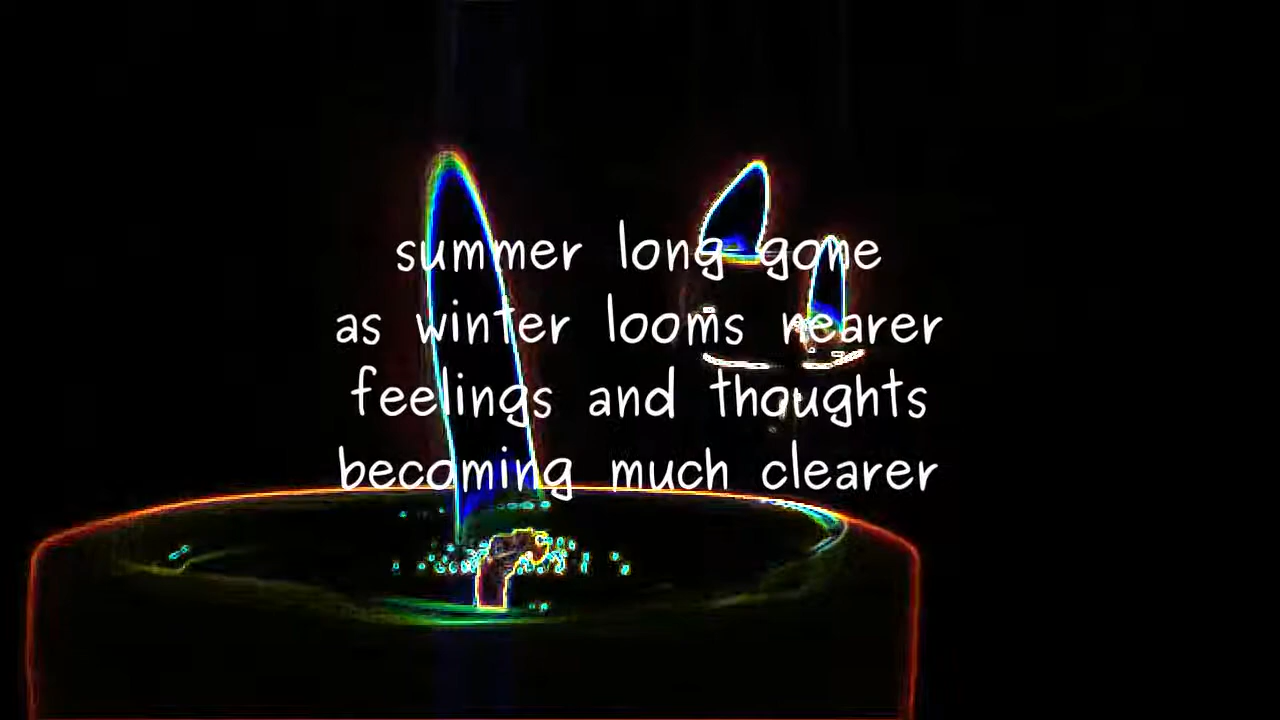 summer long gone
as winter looms nearer
feelings and thoughts
becoming much clearer